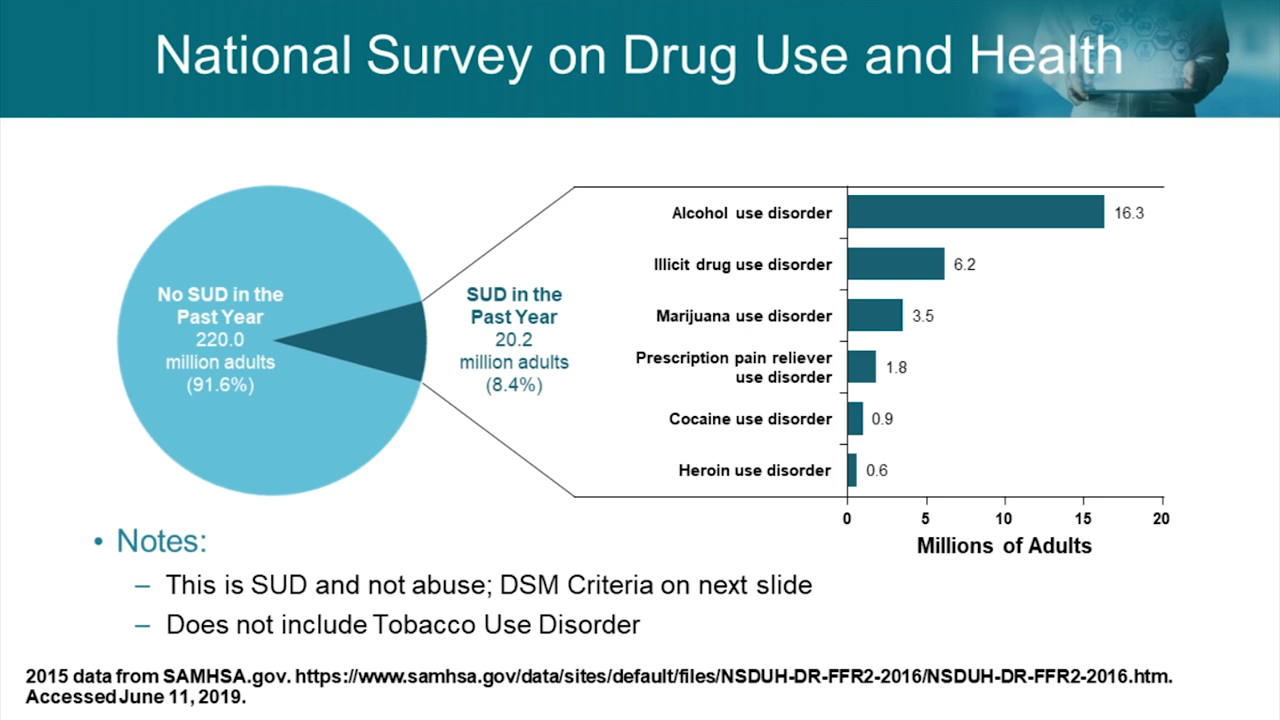 National Survey on Drug Use and Health
No SUD in the
Past Year
220.0
million adults
(91.6%)
SUD in the
Past Year
20.2
million adults
(8.4%)
Alcohol use disorder
16.3
Illicit drug use disorder
6.2
Marijuana use disorder
3.5
Prescription pain reliever
use disorder
1.8
Cocaine use disorder
0.9
Heroin use disorder
0.6
0 5 10 15 20
Millions of Adults
• Notes:
– This is SUD and not abuse; DSM Criteria on next slide
– Does not include Tobacco Use Disorder
2015 data from SAMHSA.gov. https://www.samhsa.gov/data/sites/default/files/NSDUH-DR-FFR2-2016/NSDUH-DR-FFR2-2016.htm.
Accessed June 11, 2019.